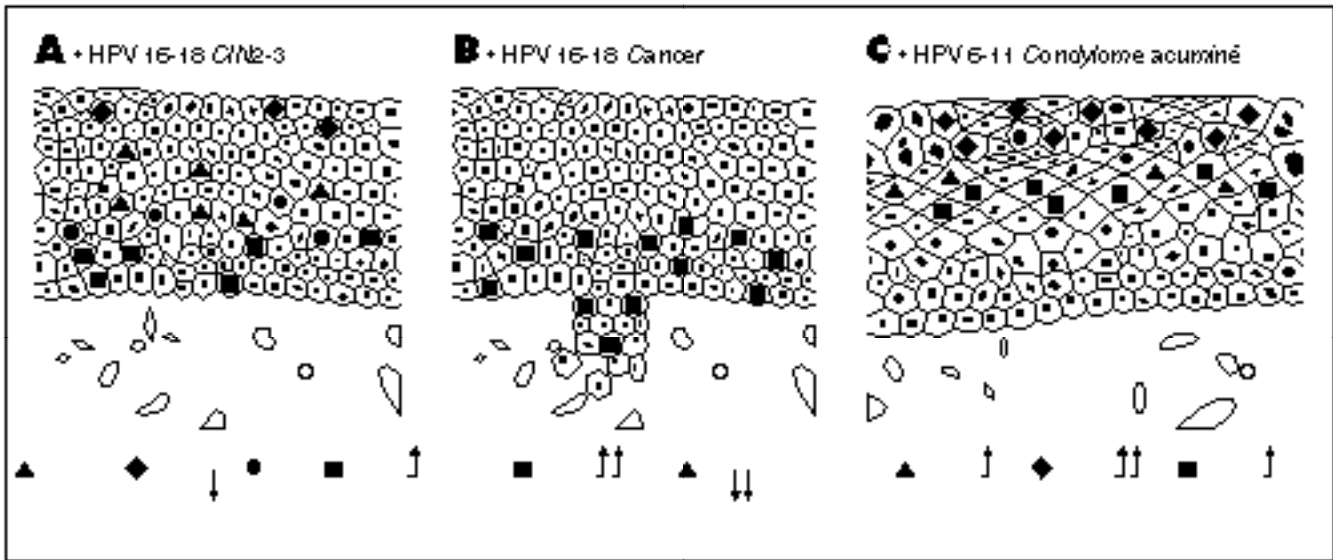 A • HPV 16-18 CIN2-3
B • HPV 16-18 Cancer
C • HPV 6-11 Condylome acuminé